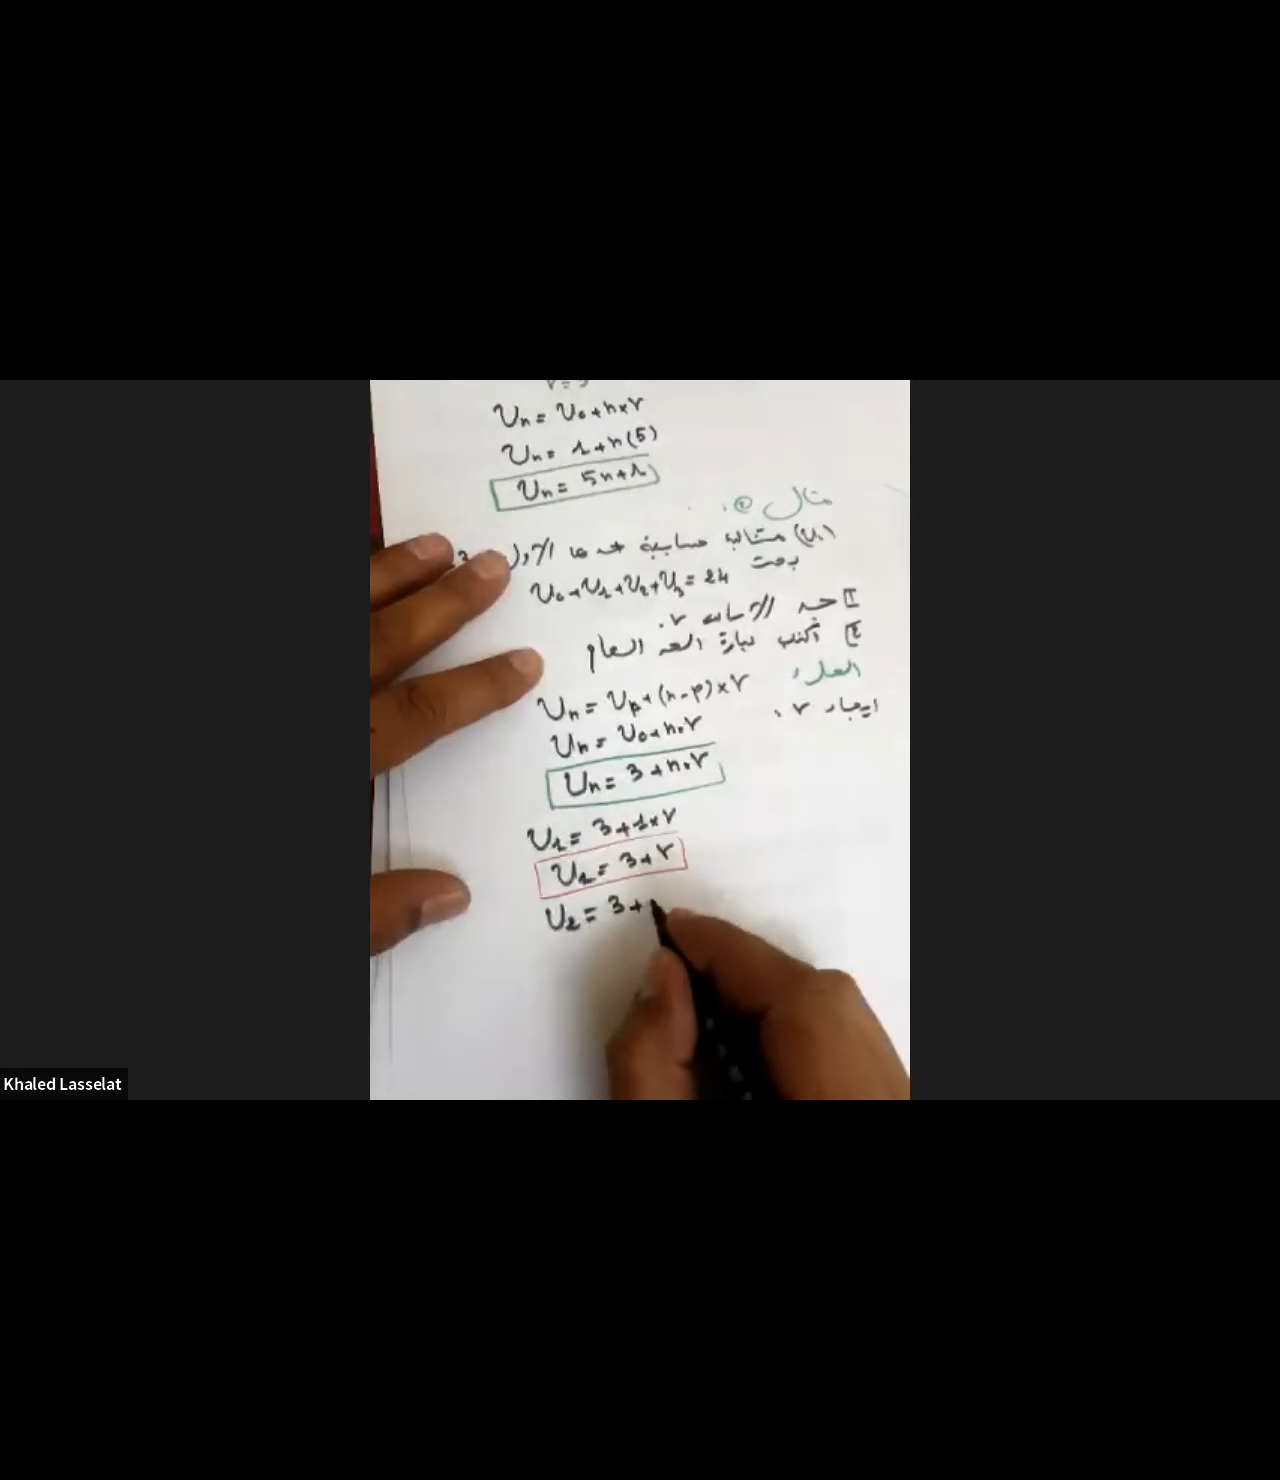 Un = U0 + n×r
Un = 1 + n(5)
Un = 5n+1
مثال ②
(Un) متتالية حسابية حدها الأول 3
بحيث U0+U1+U2+U3 = 24
1 جد الأساس r.
2 أكتب عبارة الحد العام
الحل:
ايجاد r.
Un = Up + (n-p)×r
Un = U0 + n.r
Un = 3 + n.r
U1 = 3+1×r
U1 = 3+r
U2 = 3+
Khaled Lasselat